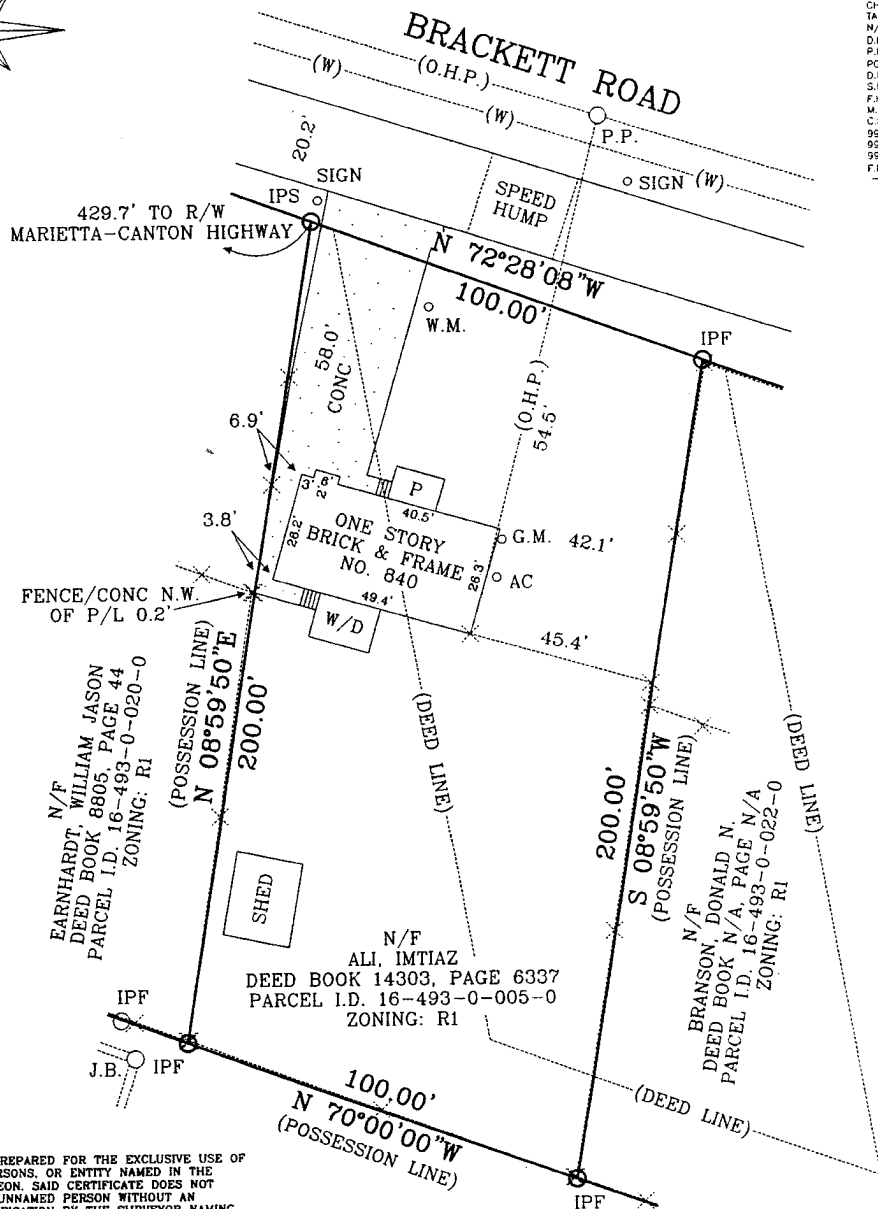 BRACKETT ROAD
(W)
(O.H.P.)
(W)
P.P.
(W)
SIGN
20.2'
SIGN
IPS
SPEED
HUMP
429.7' TO R/W
MARIETTA-CANTON HIGHWAY
N 72°28'08"W
100.00'
W.M.
IPF
58.0'
CONC
(O.H.P.)
54.5'
6.9'
3'
6'
2'
P
40.5'
ONE STORY
BRICK & FRAME
NO. 840
G.M.
42.1'
3.8'
26.2'
26.3'
AC
49.4'
FENCE/CONC N.W.
OF P/L 0.2'
W/D
45.4'
(POSSESSION LINE)
N 08°59'50"E
200.00'
N/F
EARNHARDT, WILLIAM JASON
DEED BOOK 8805, PAGE 44
PARCEL I.D. 16-493-0-020-0
ZONING: R1
(DEED LINE)
(DEED LINE)
200.00'
S 08°59'50"W
(POSSESSION LINE)
N/F
BRANSON, DONALD N.
DEED BOOK N/A, PAGE N/A
PARCEL I.D. 16-493-0-022-0
ZONING: R1
SHED
N/F
ALI, IMTIAZ
DEED BOOK 14303, PAGE 6337
PARCEL I.D. 16-493-0-005-0
ZONING: R1
IPF
J.B.
IPF
100.00'
N 70°00'00"W
(POSSESSION LINE)
(DEED LINE)
IPF
REPARED FOR THE EXCLUSIVE USE OF
RSONS, OR ENTITY NAMED IN THE
EON. SAID CERTIFICATE DOES NOT
UNNAMED PERSON WITHOUT AN